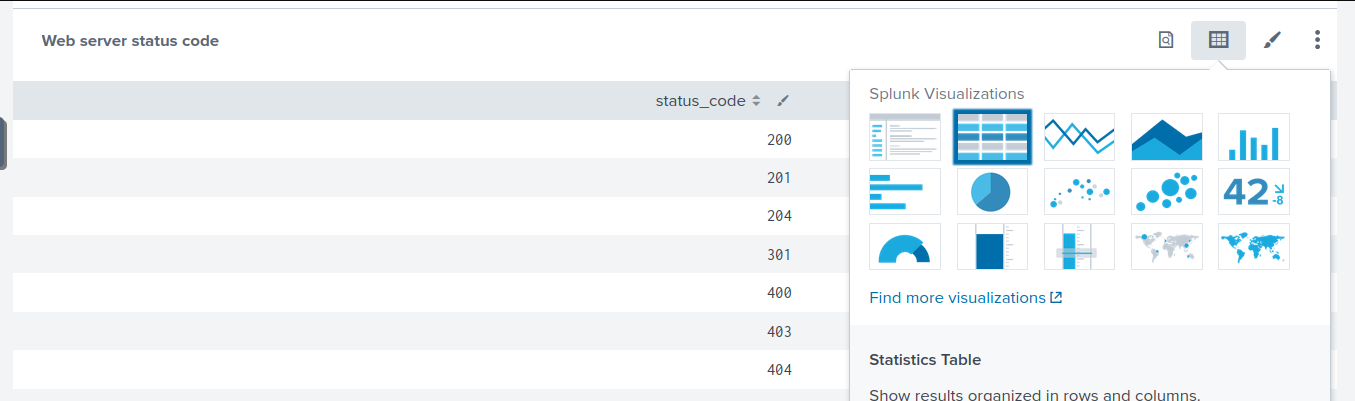 Web server status code
status_code
200
201
204
301
400
403
404
Splunk Visualizations
42
-8
Find more visualizations
Statistics Table
Show results organized in rows and columns.